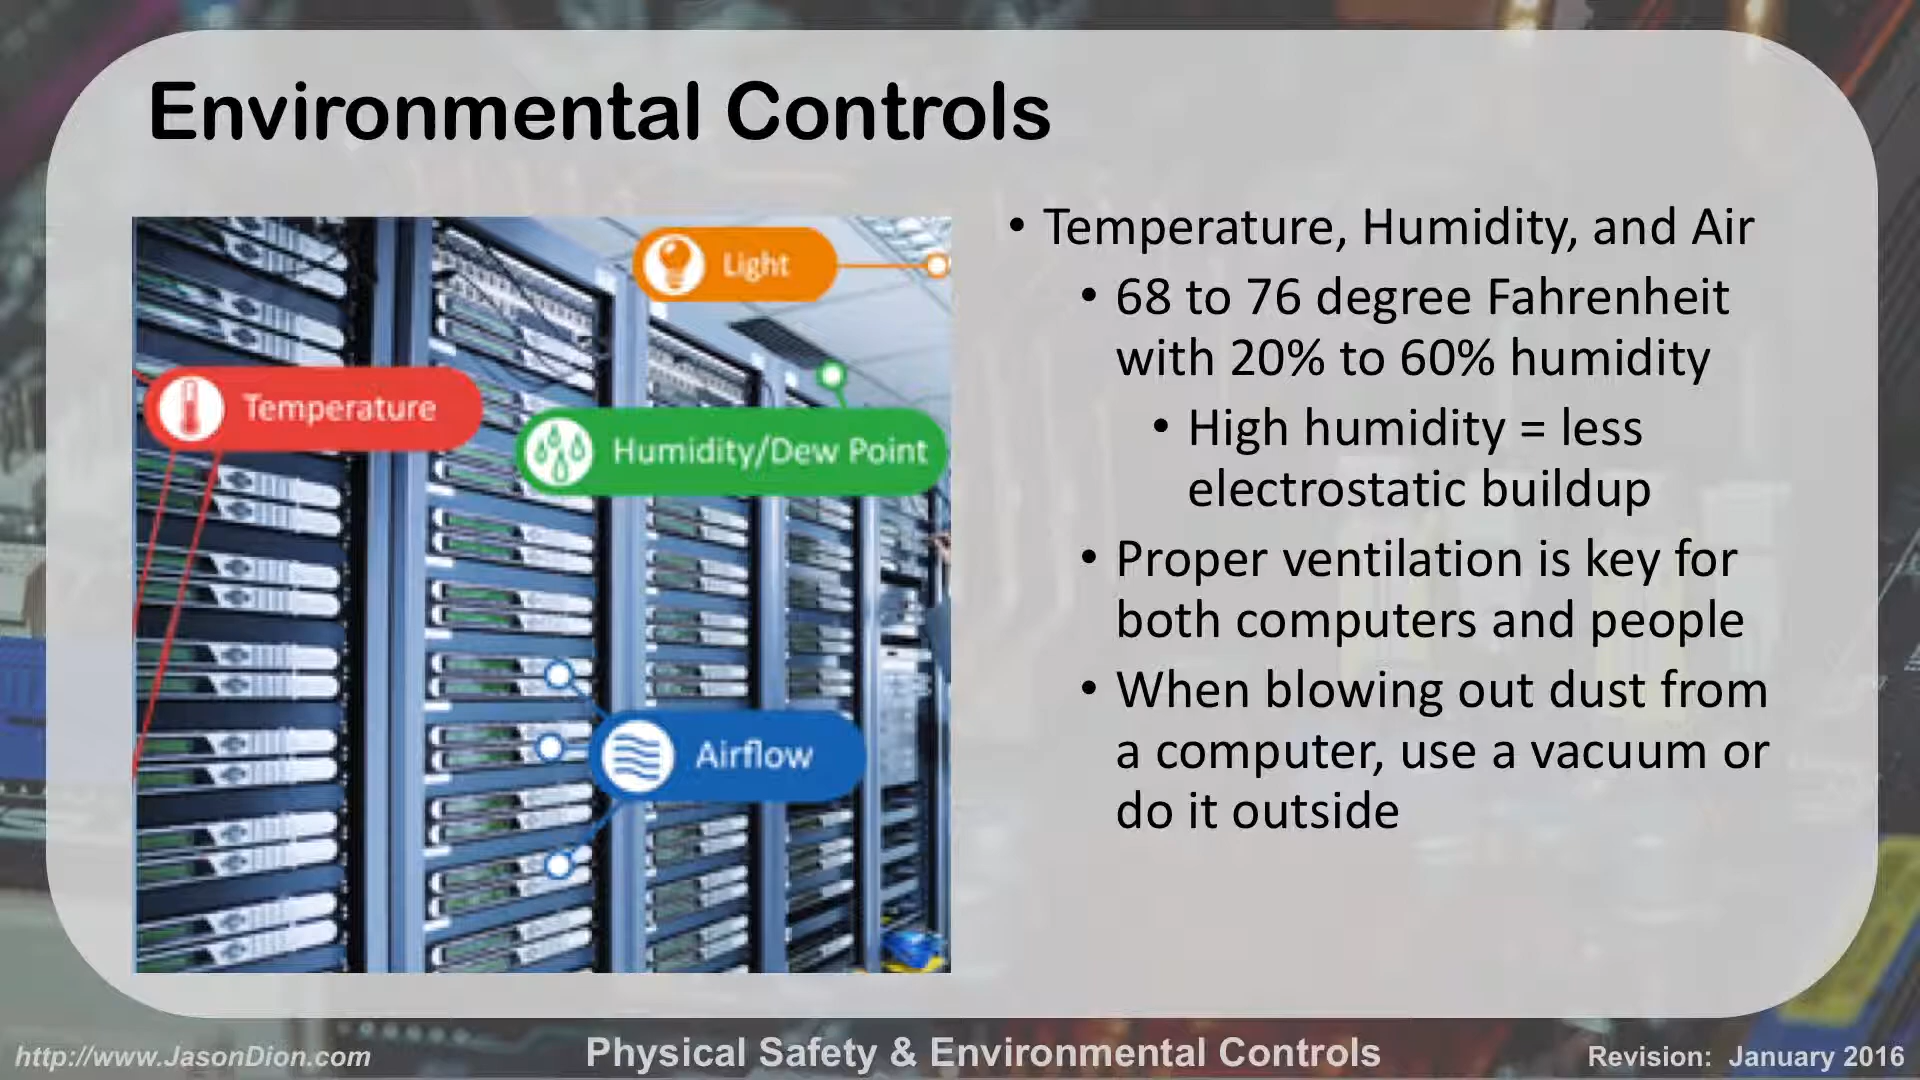 Environmental Controls
Light
Temperature
Humidity/Dew Point
Airflow
• Temperature, Humidity, and Air
• 68 to 76 degree Fahrenheit
with 20% to 60% humidity
• High humidity = less
electrostatic buildup
• Proper ventilation is key for
both computers and people
• When blowing out dust from
a computer, use a vacuum or
do it outside
http://www.JasonDion.com
Physical Safety & Environmental Controls
Revision: January 2016